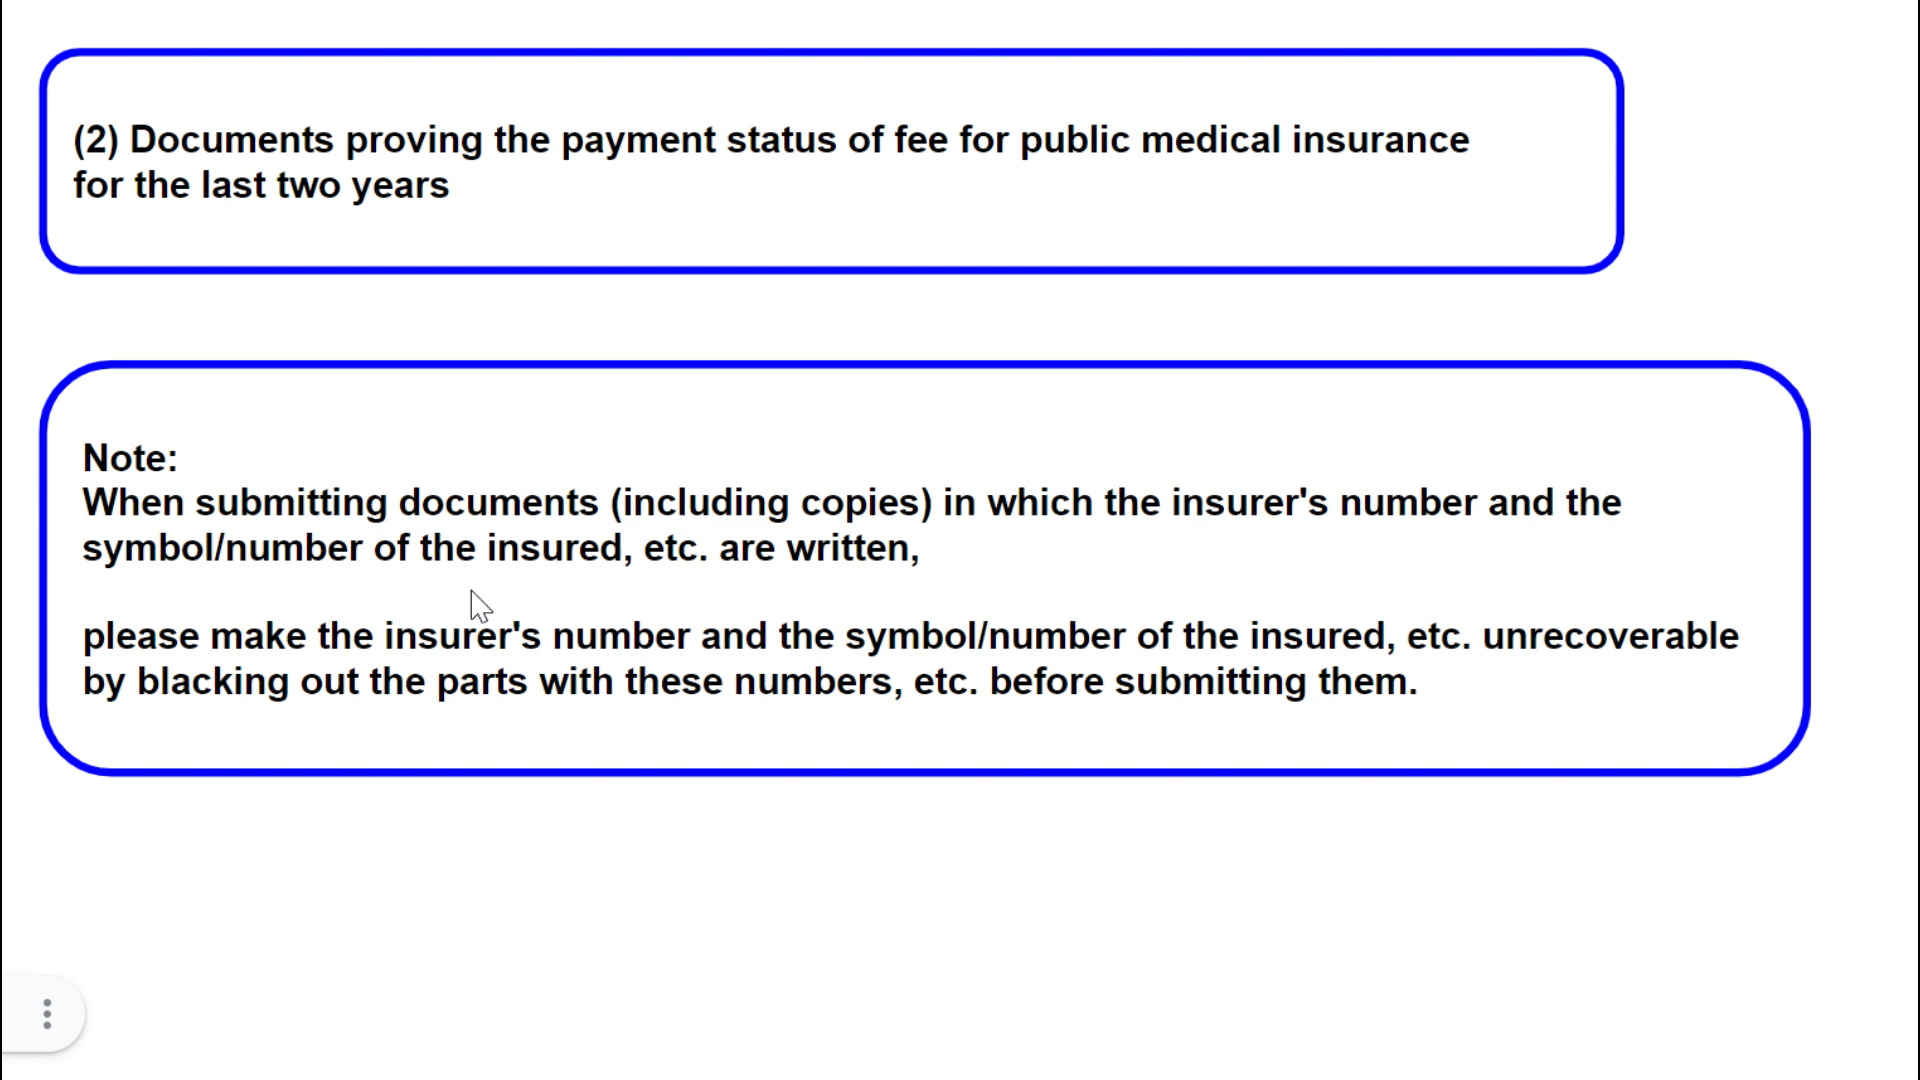 (2) Documents proving the payment status of fee for public medical insurance
for the last two years
Note:
When submitting documents (including copies) in which the insurer's number and the
symbol/number of the insured, etc. are written,
please make the insurer's number and the symbol/number of the insured, etc. unrecoverable
by blacking out the parts with these numbers, etc. before submitting them.